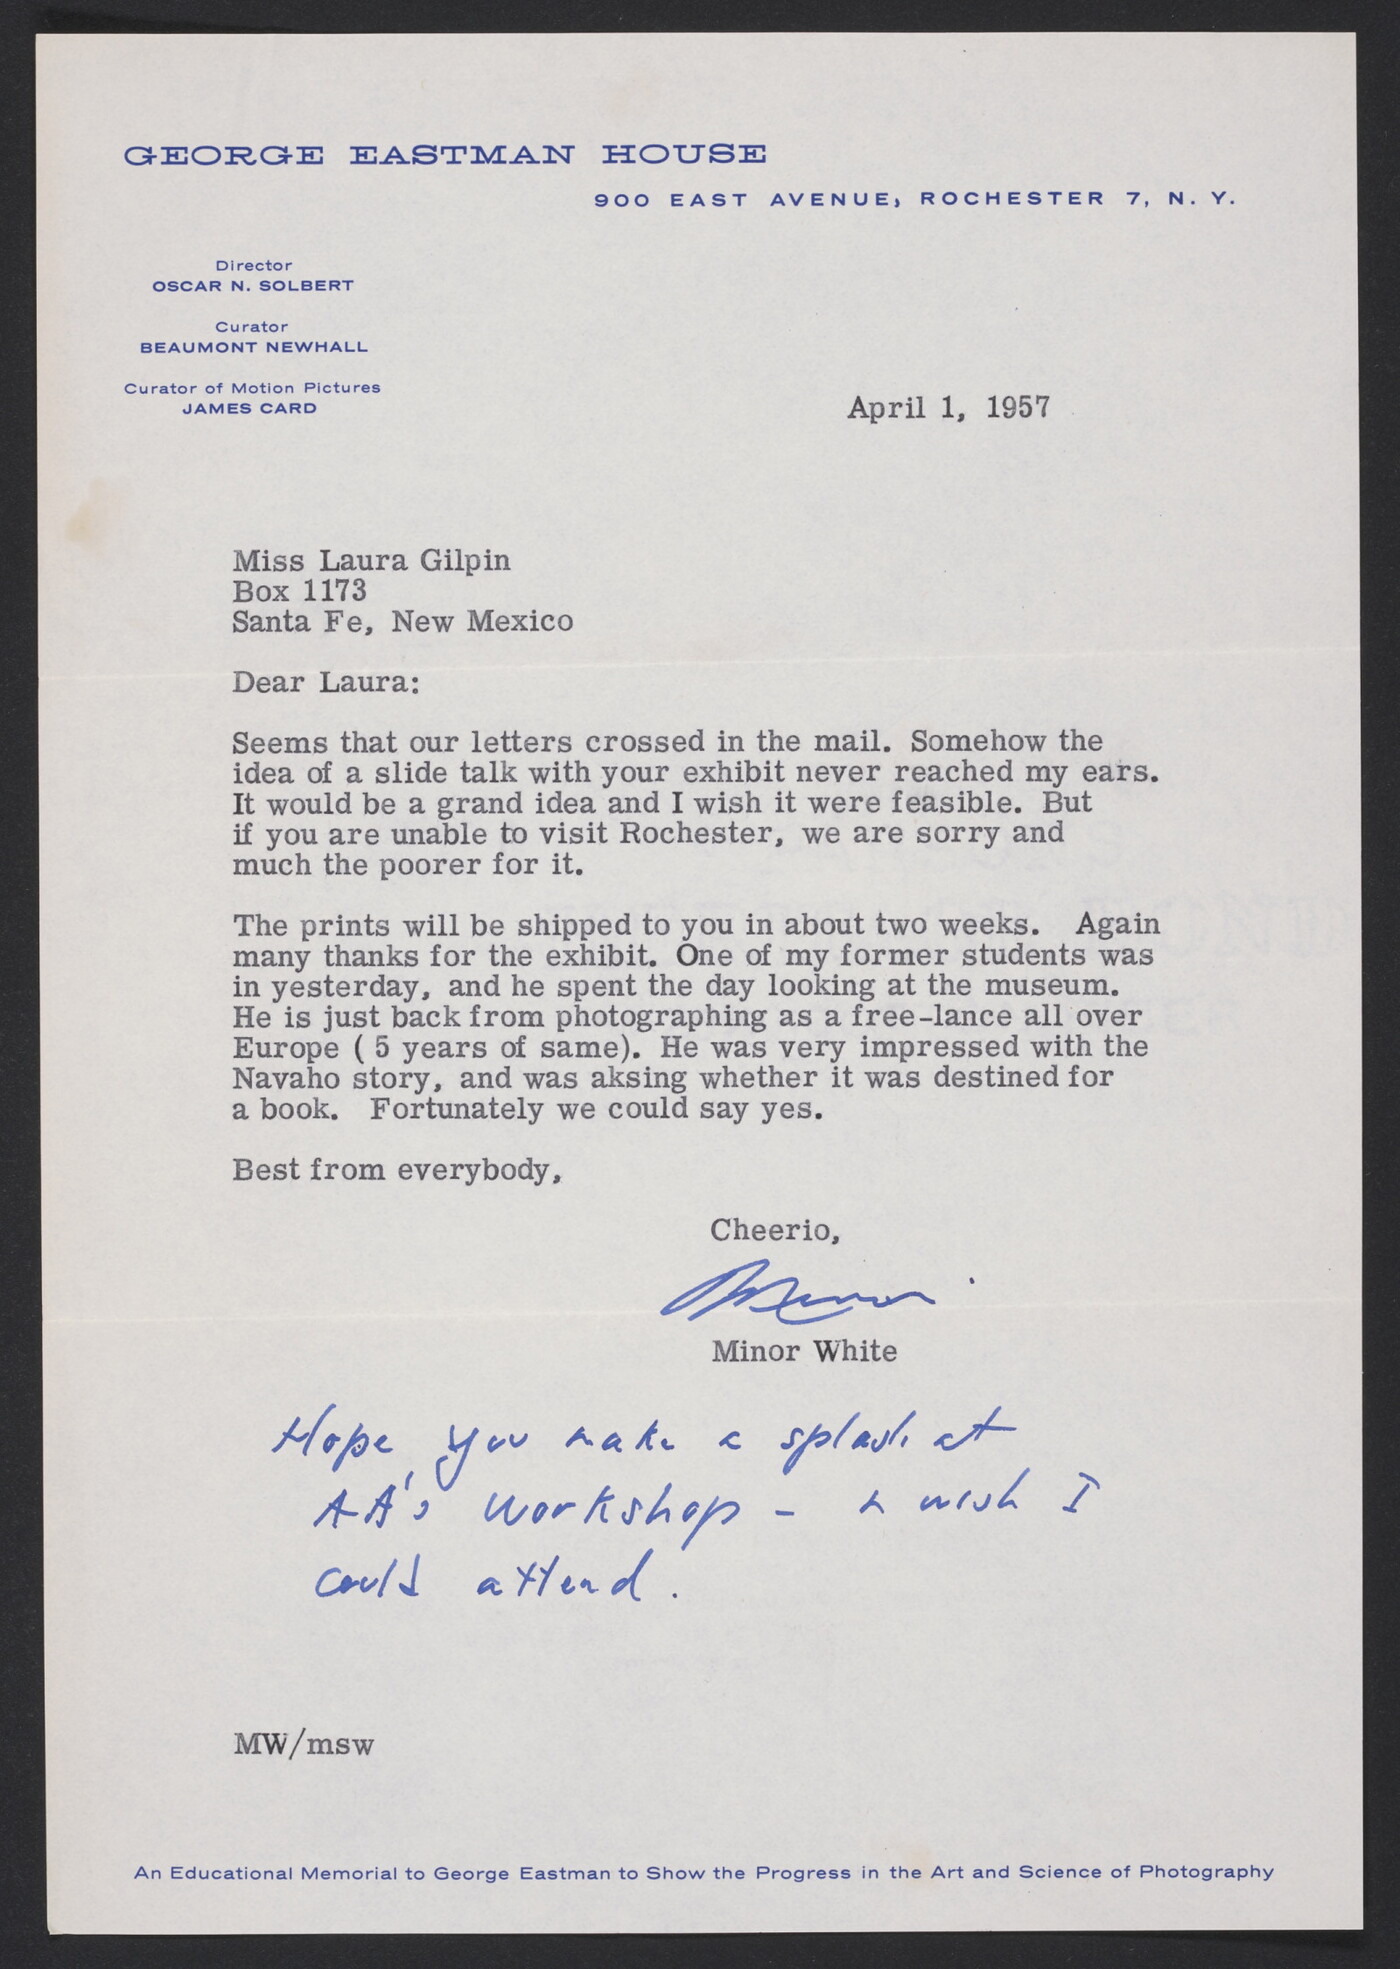 GEORGE EASTMAN HOUSE
900 EAST AVENUE, ROCHESTER 7, N. Y.
Director
OSCAR N. SOLBERT
Curator
BEAUMONT NEWHALL
Curator of Motion Pictures
JAMES CARD
April 1, 1957
Miss Laura Gilpin
Box 1173
Santa Fe, New Mexico
Dear Laura:
Seems that our letters crossed in the mail. Somehow the
idea of a slide talk with your exhibit never reached my ears.
It would be a grand idea and I wish it were feasible. But
if you are unable to visit Rochester, we are sorry and
much the poorer for it.
The prints will be shipped to you in about two weeks. Again
many thanks for the exhibit. One of my former students was
in yesterday, and he spent the day looking at the museum.
He is just back from photographing as a free-lance all over
Europe ( 5 years of same). He was very impressed with the
Navaho story, and was aksing whether it was destined for
a book. Fortunately we could say yes.
Best from everybody,
Cheerio,
Minor
Minor White
Hope you make a splash at
AA's workshop - wish I
could attend.
MW/msw
An Educational Memorial to George Eastman to Show the Progress in the Art and Science of Photography